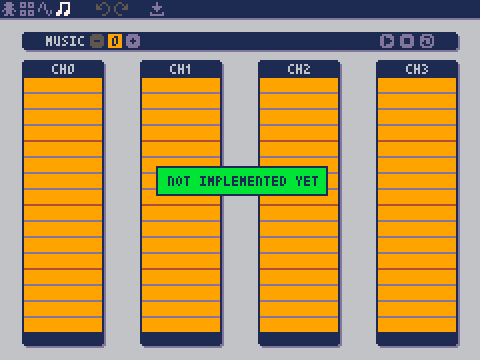 MUSIC - 0 +
CH0 CH1 CH2 CH3
NOT IMPLEMENTED YET